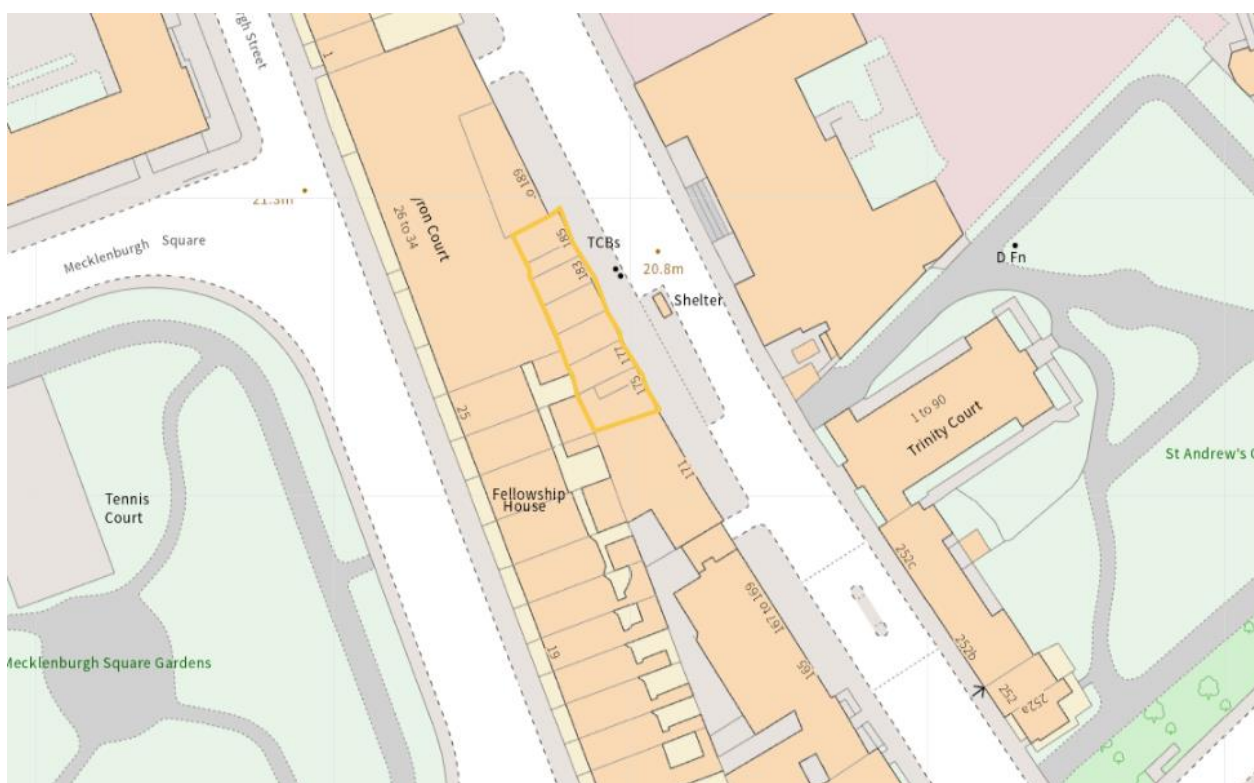 1
21.3m
Mecklenburgh Square
26 to 34
185
183
TCBs
20.8m
Shelter
177
175
25
171
Fellowship
House
Tennis
Court
19
Mecklenburgh Square Gardens
167 to 169
165
D Fn
1 to 90
Trinity Court
St Andrew's
252c
252b
252
252a